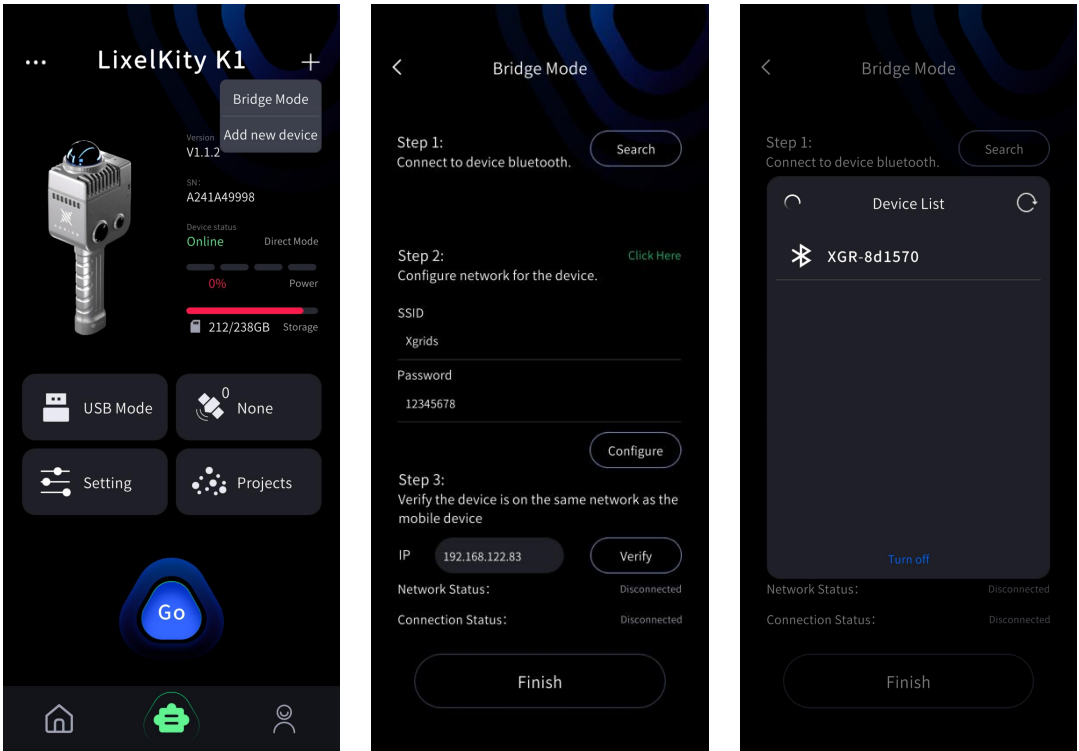 LixelKity K1
Bridge Mode
Add new device
Version
V1.1.2
SN:
A241A49998
Device status
Online
Direct Mode
0%
Power
212/238GB
Storage
USB Mode
0
None
Setting
Projects
Go
Bridge Mode
Step 1:
Connect to device bluetooth.
Search
Step 2:
Click Here
Configure network for the device.
SSID
Xgrids
Password
12345678
Configure
Step 3:
Verify the device is on the same network as the
mobile device
IP
192.168.122.83
Verify
Network Status:
Disconnected
Connection Status:
Disconnected
Finish
Bridge Mode
Step 1:
Connect to device bluetooth.
Search
Device List
XGR-8d1570
Turn off
Network Status:
Disconnected
Connection Status:
Disconnected
Finish